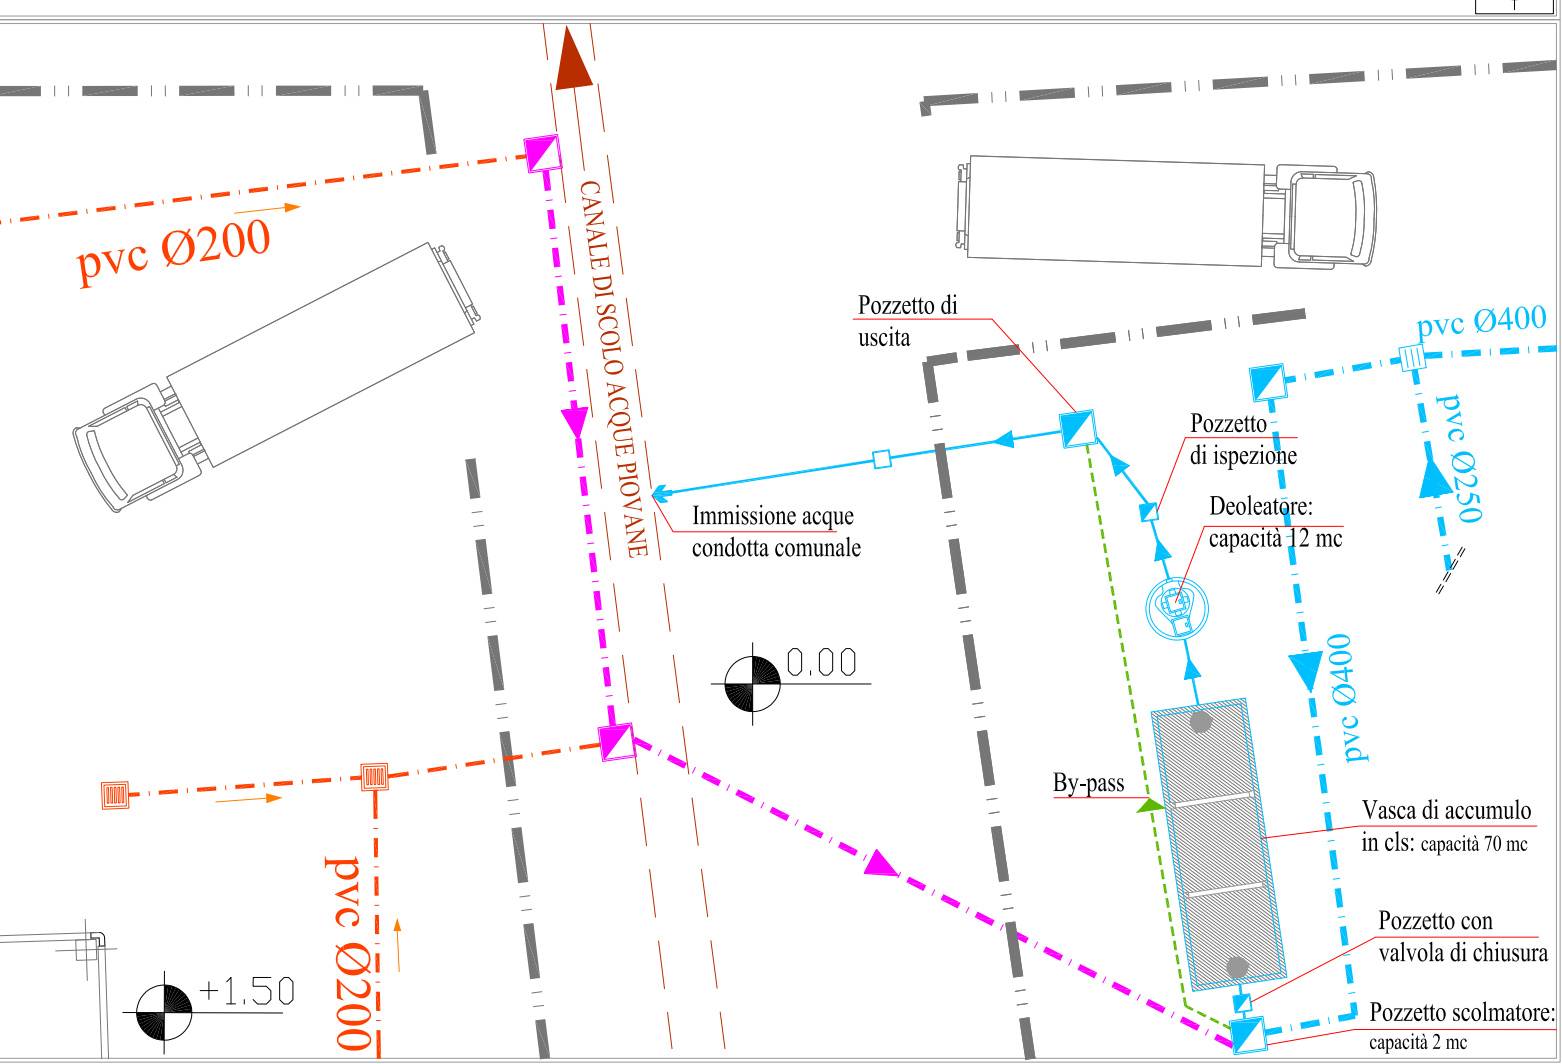 pvc Ø200
CANALE DI SCOLO ACQUE PIOVANE
Pozzetto di
uscita
pvc Ø400
Pozzetto
di ispezione
pvc Ø250
Deoleatore:
capacità 12 mc
Immissione acque
condotta comunale
0.00
pvc Ø400
By-pass
Vasca di accumulo
in cls: capacità 70 mc
pvc Ø200
Pozzetto con
valvola di chiusura
+1.50
Pozzetto scolmatore:
capacità 2 mc